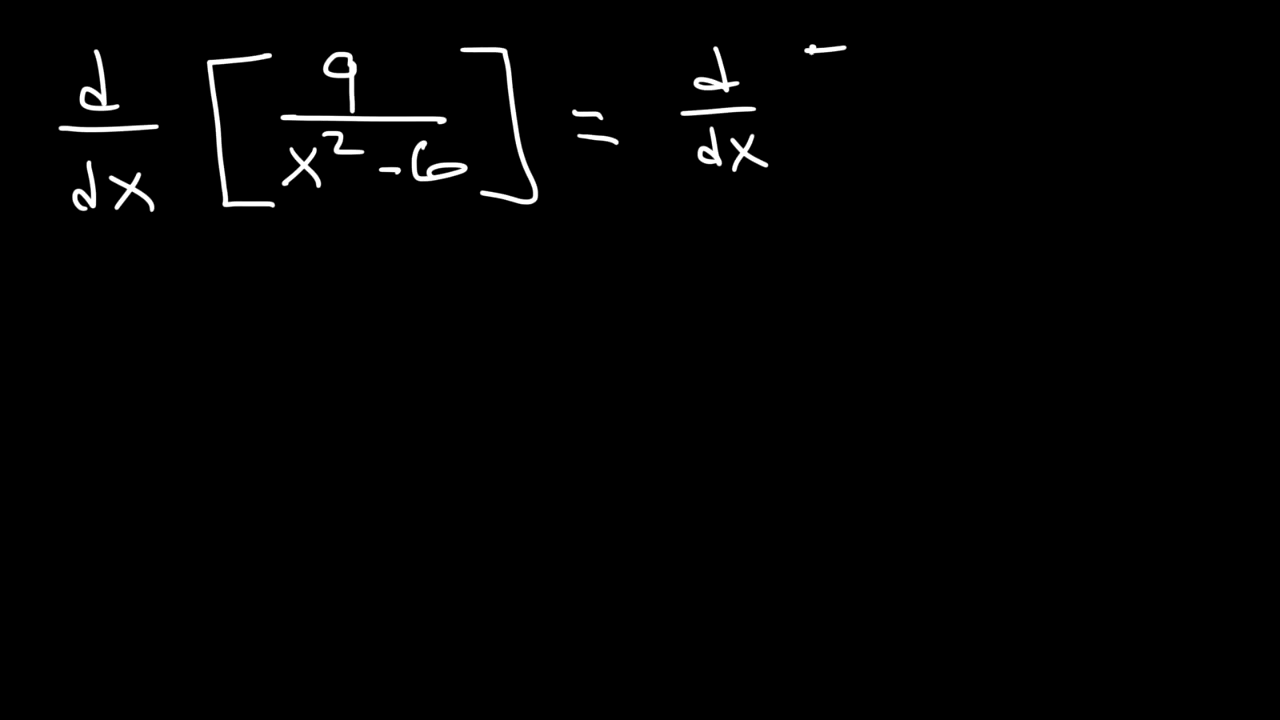 d/dx [9/(x² - 6)] = d/dx